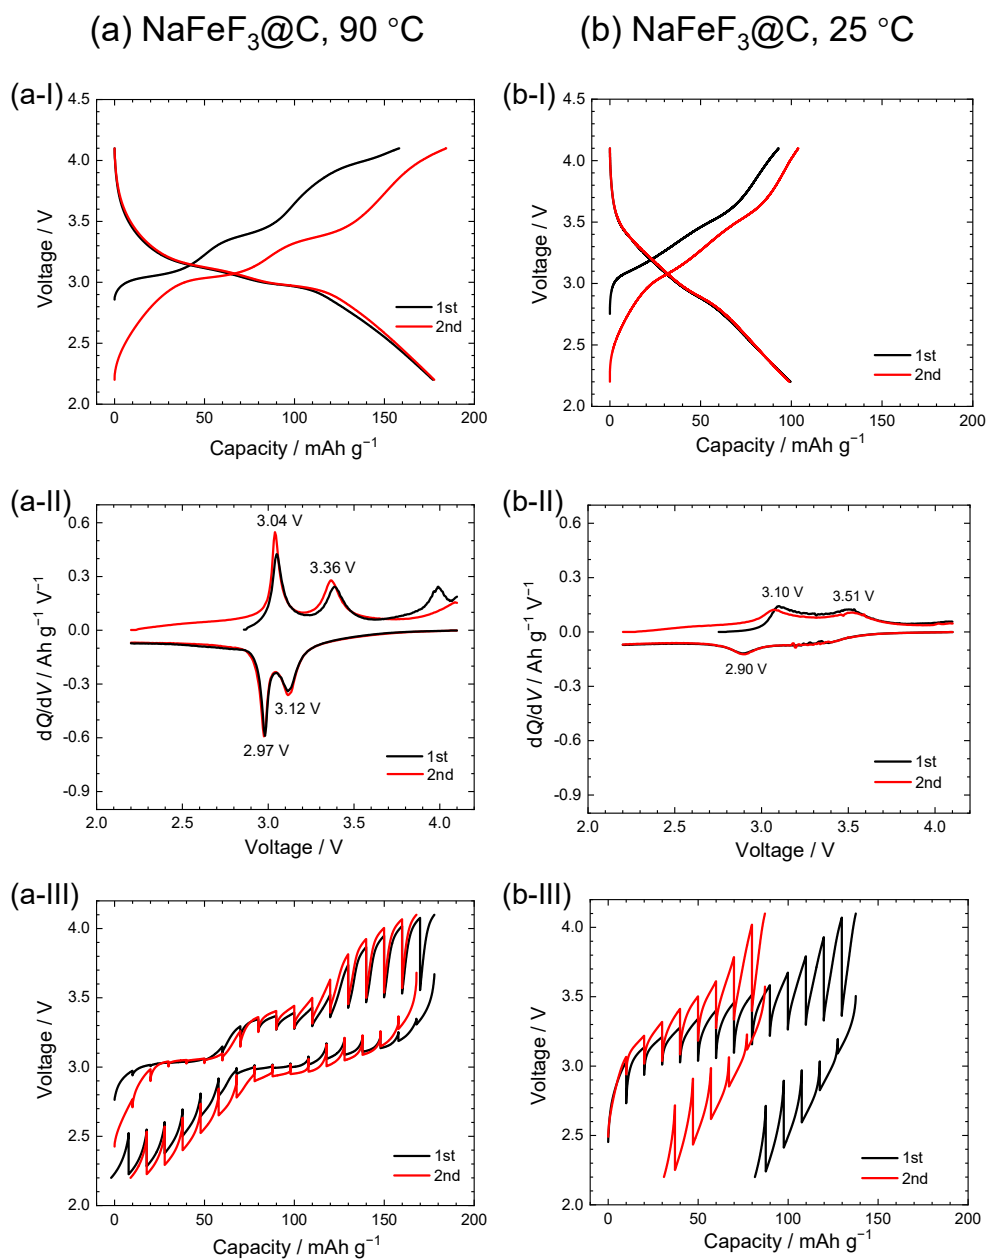 (a) NaFeF₃@C, 90 °C
(b) NaFeF₃@C, 25 °C
(a-I)
4.5
4.0
3.5
3.0
2.5
2.0
Voltage / V
1st
2nd
0 50 100 150 200
Capacity / mAh g⁻¹
(b-I)
4.5
4.0
3.5
3.0
2.5
2.0
Voltage / V
1st
2nd
0 50 100 150 200
Capacity / mAh g⁻¹
(a-II)
0.6
0.3
0.0
-0.3
-0.6
-0.9
dQ/dV / Ah g⁻¹ V⁻¹
3.04 V
3.36 V
3.12 V
2.97 V
1st
2nd
2.0 2.5 3.0 3.5 4.0
Voltage / V
(b-II)
0.6
0.3
0.0
-0.3
-0.6
-0.9
dQ/dV / Ah g⁻¹ V⁻¹
3.10 V
3.51 V
2.90 V
1st
2nd
2.0 2.5 3.0 3.5 4.0
Voltage / V
(a-III)
4.0
3.5
3.0
2.5
2.0
Voltage / V
1st
2nd
0 50 100 150 200
Capacity / mAh g⁻¹
(b-III)
4.0
3.5
3.0
2.5
2.0
Voltage / V
1st
2nd
0 50 100 150 200
Capacity / mAh g⁻¹